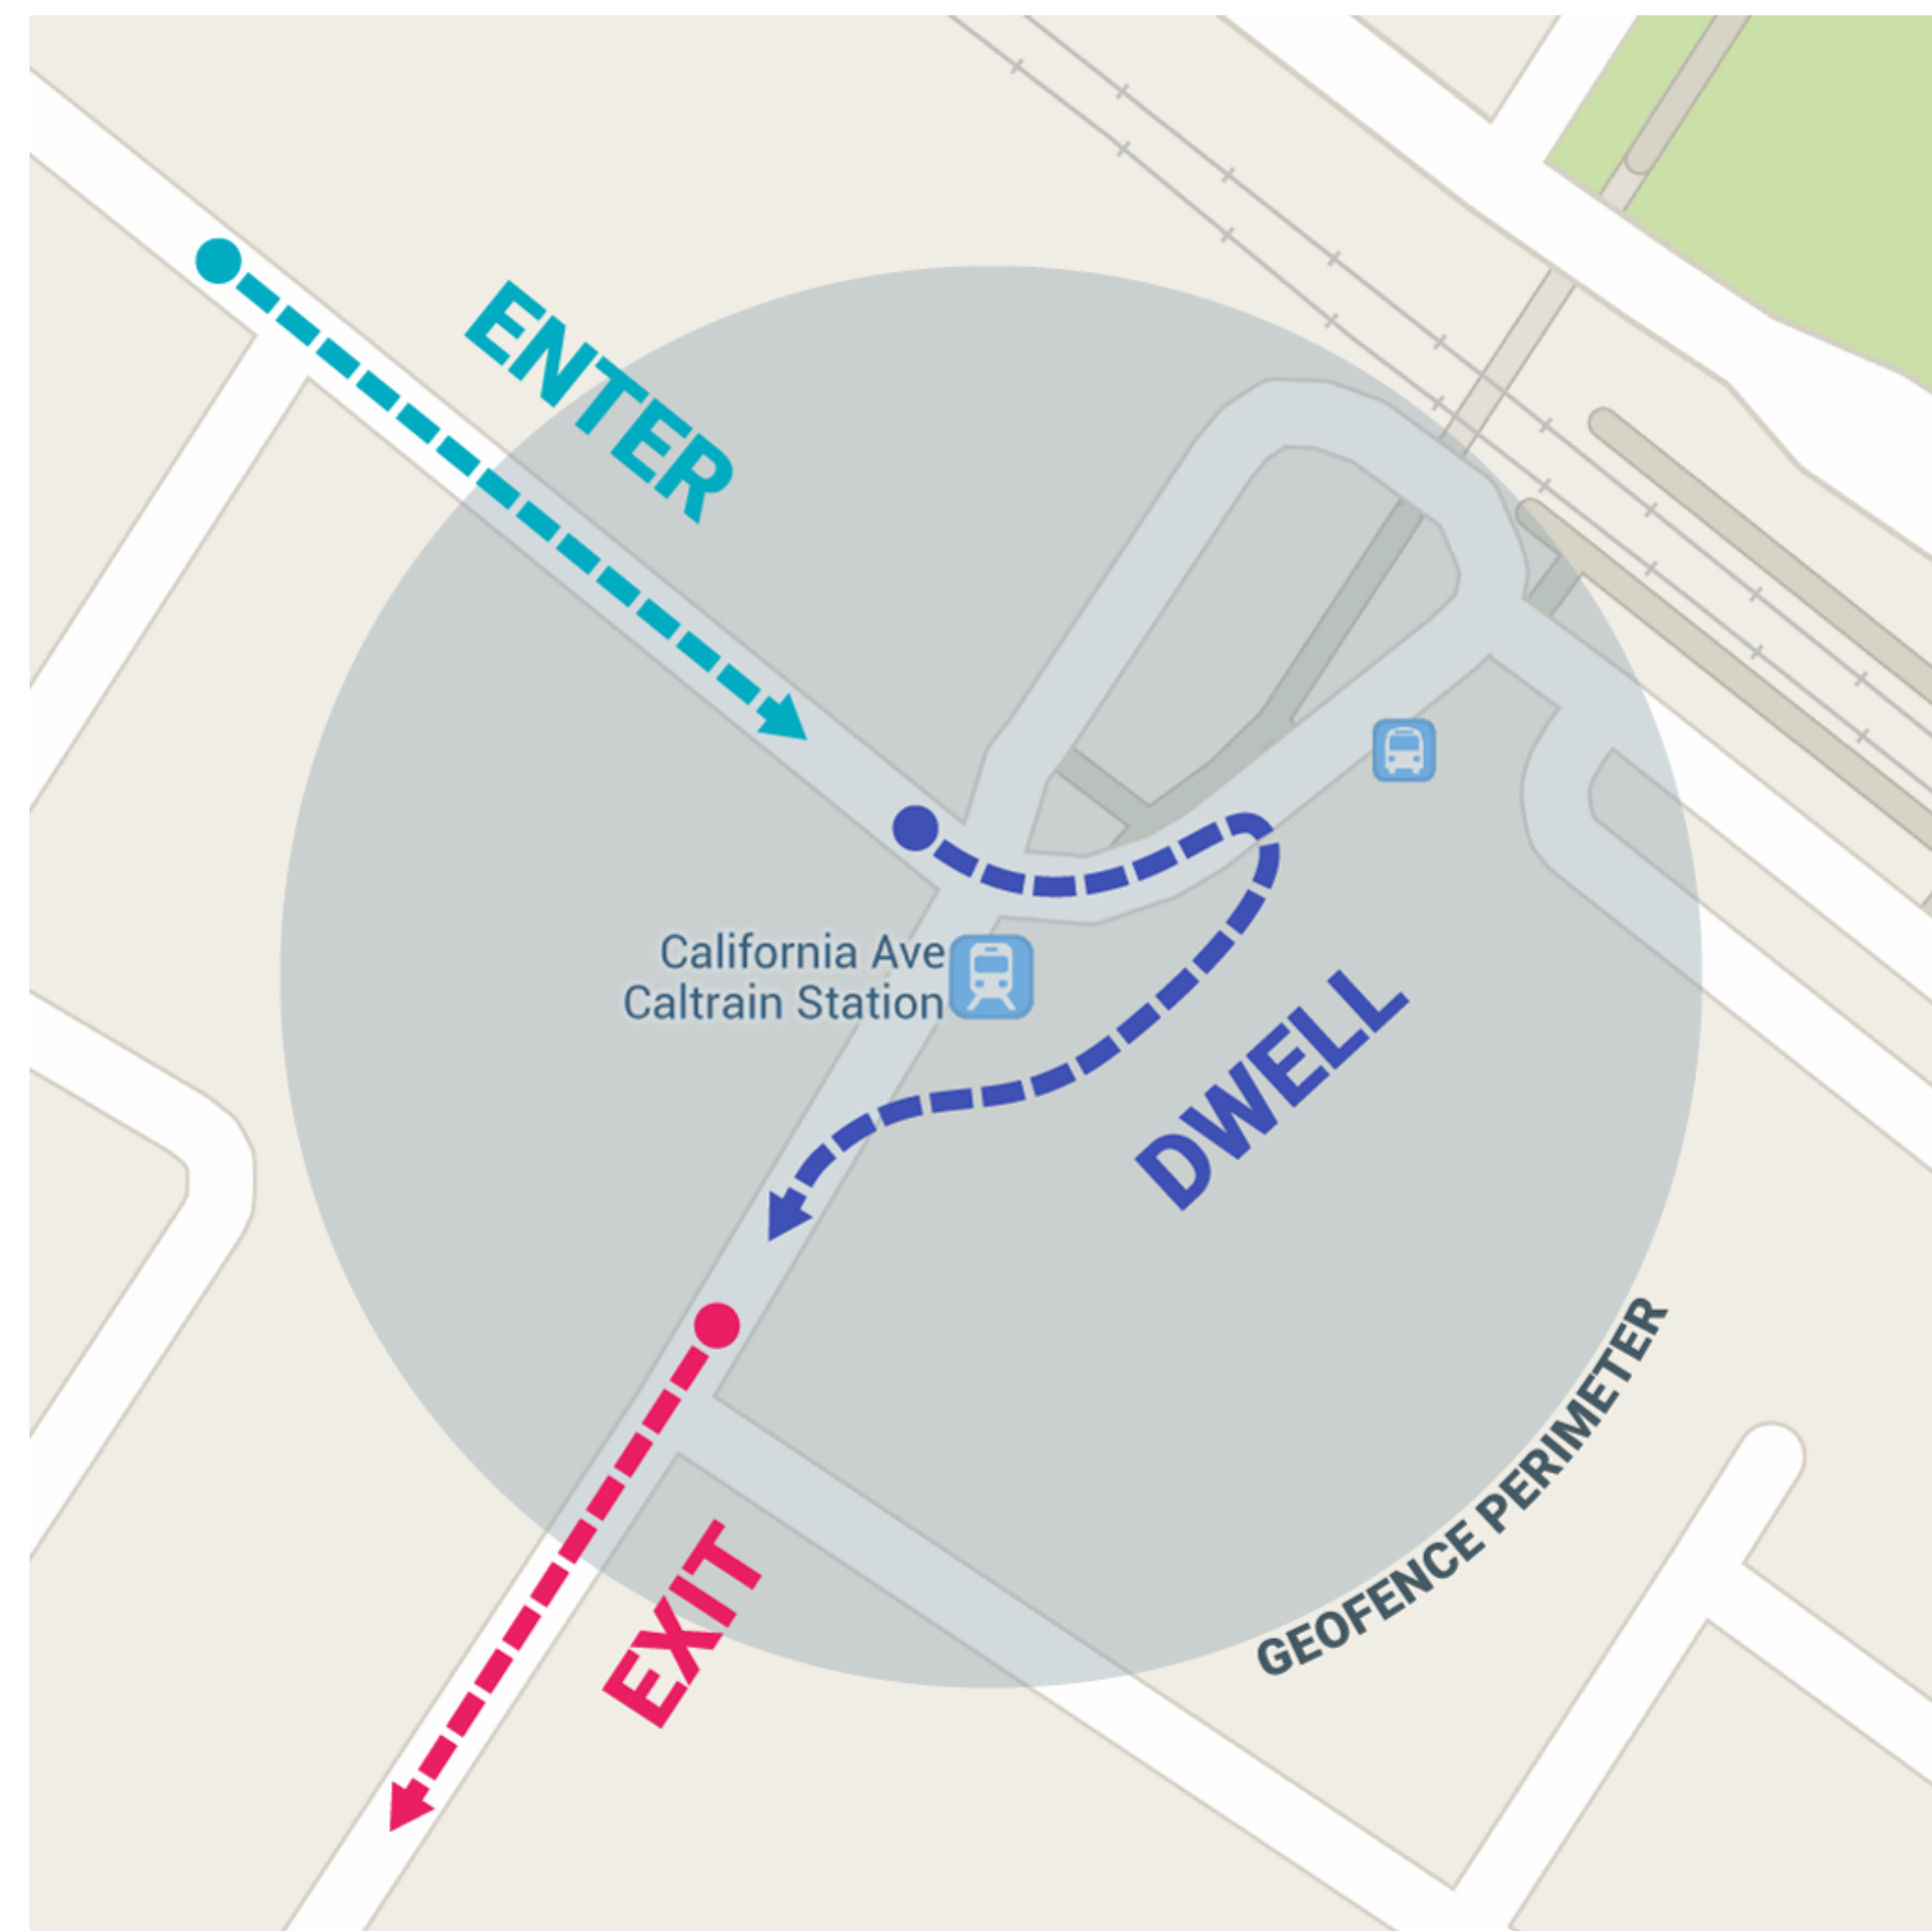 ENTER
California Ave
Caltrain Station
DWELL
GEOFENCE PERIMETER
EXIT